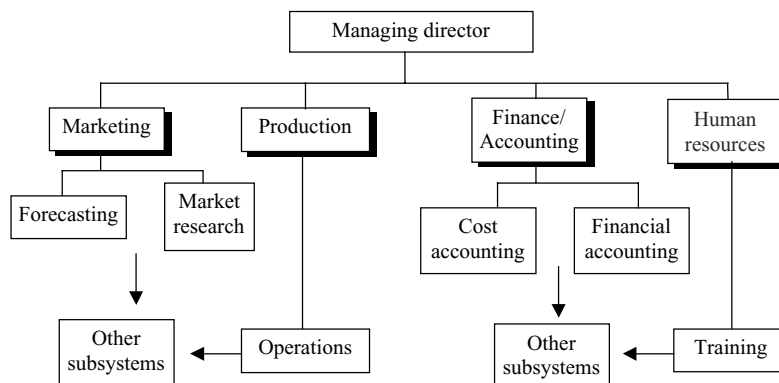 Managing director
Marketing
Production
Finance/
Accounting
Human
resources
Forecasting
Market
research
Cost
accounting
Financial
accounting
Other
subsystems
Operations
Other
subsystems
Training